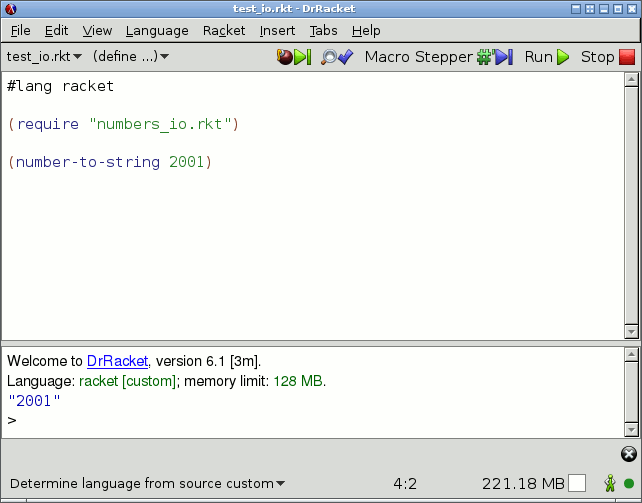 test_io.rkt - DrRacket
File Edit View Language Racket Insert Tabs Help
test_io.rkt (define ...) Macro Stepper Run Stop
#lang racket
(require "numbers_io.rkt")
(number-to-string 2001)
Welcome to DrRacket, version 6.1 [3m].
Language: racket [custom]; memory limit: 128 MB.
"2001"
>
Determine language from source custom 4:2 221.18 MB